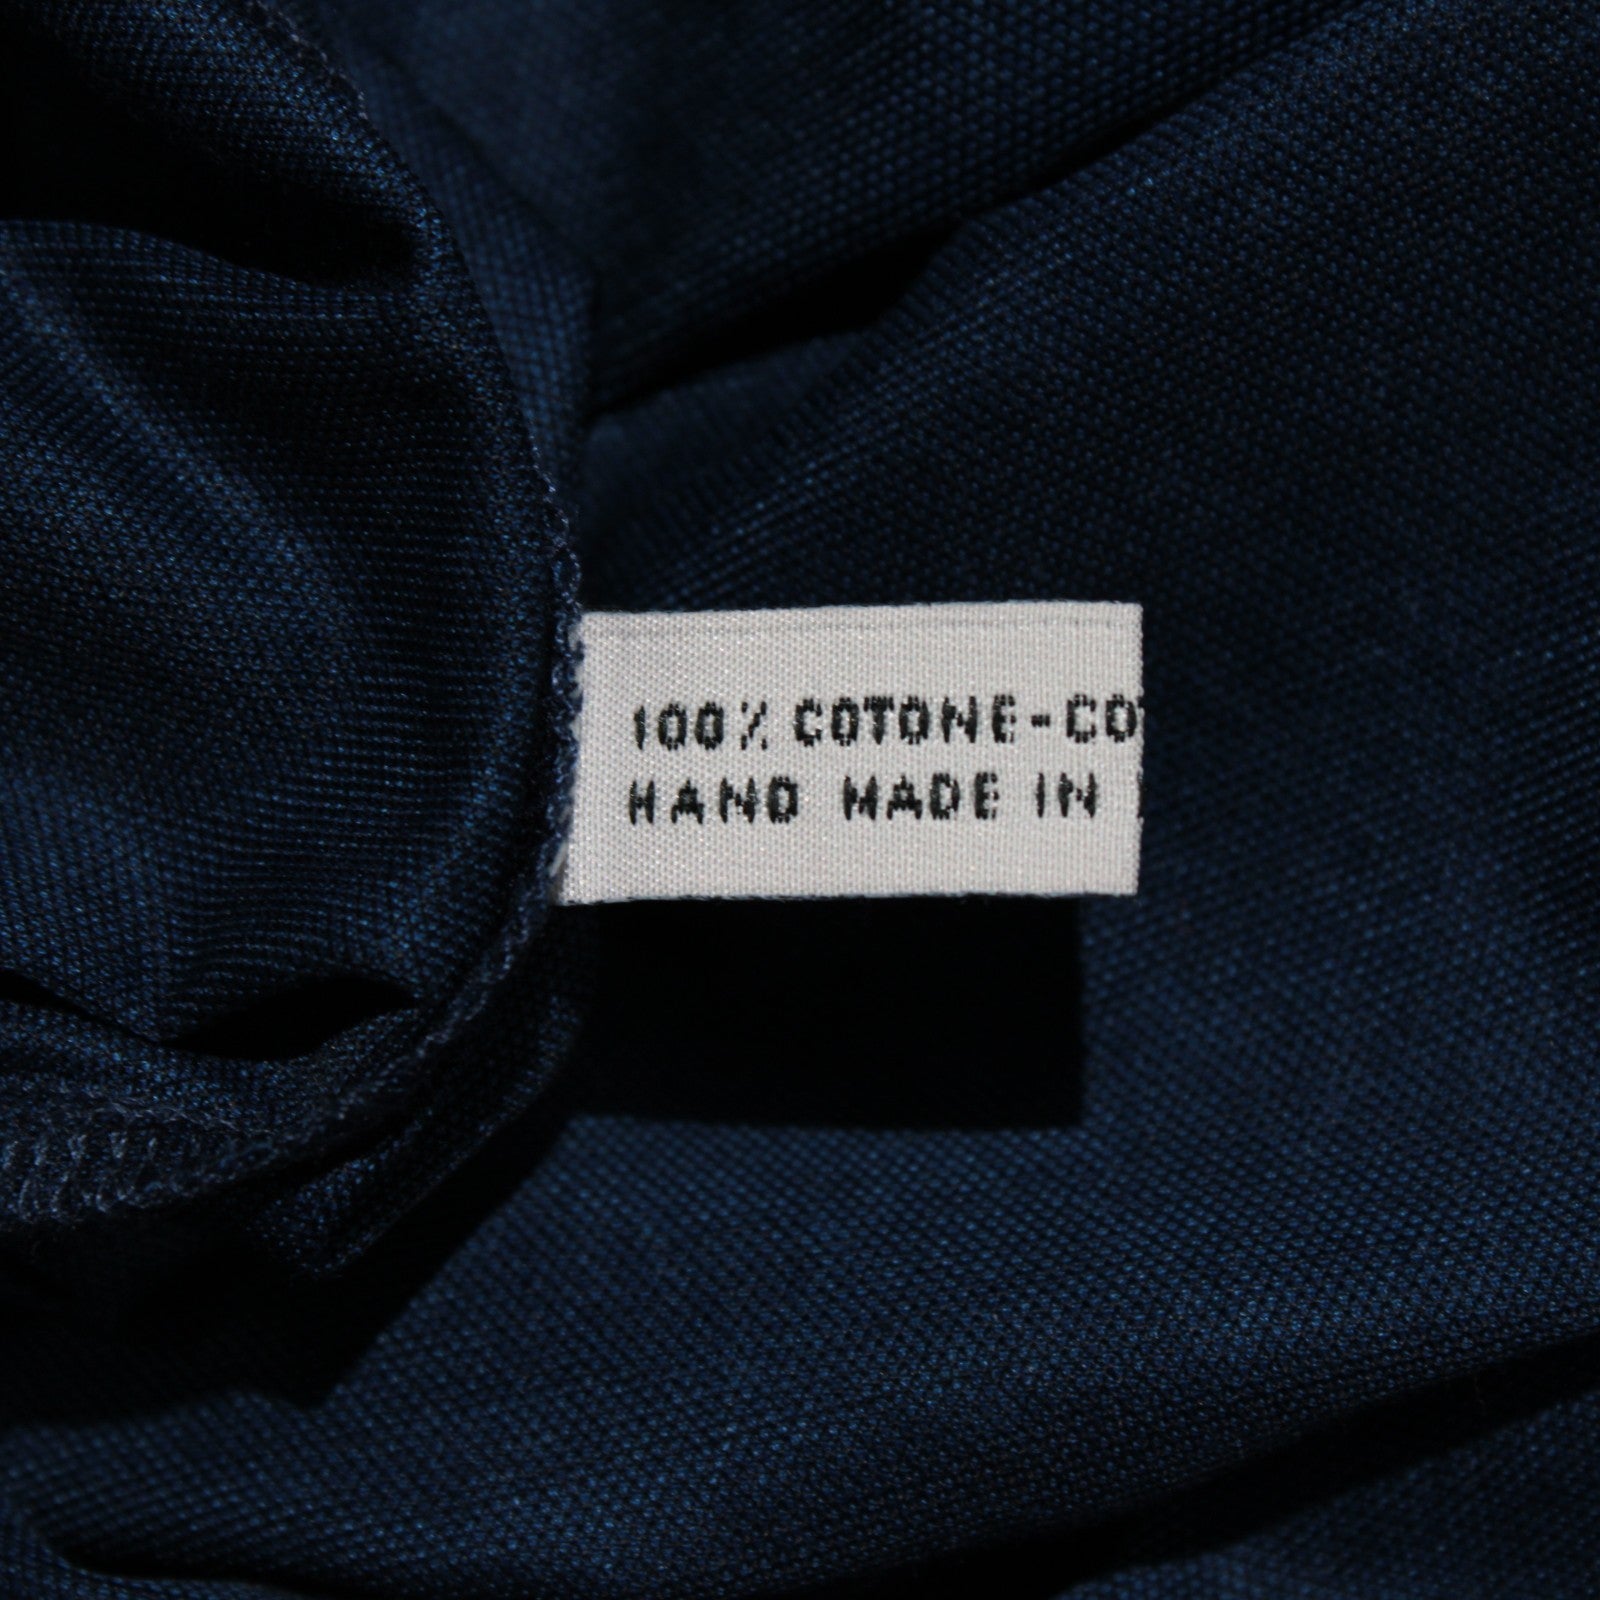 100% COTONE-CO
HAND MADE IN